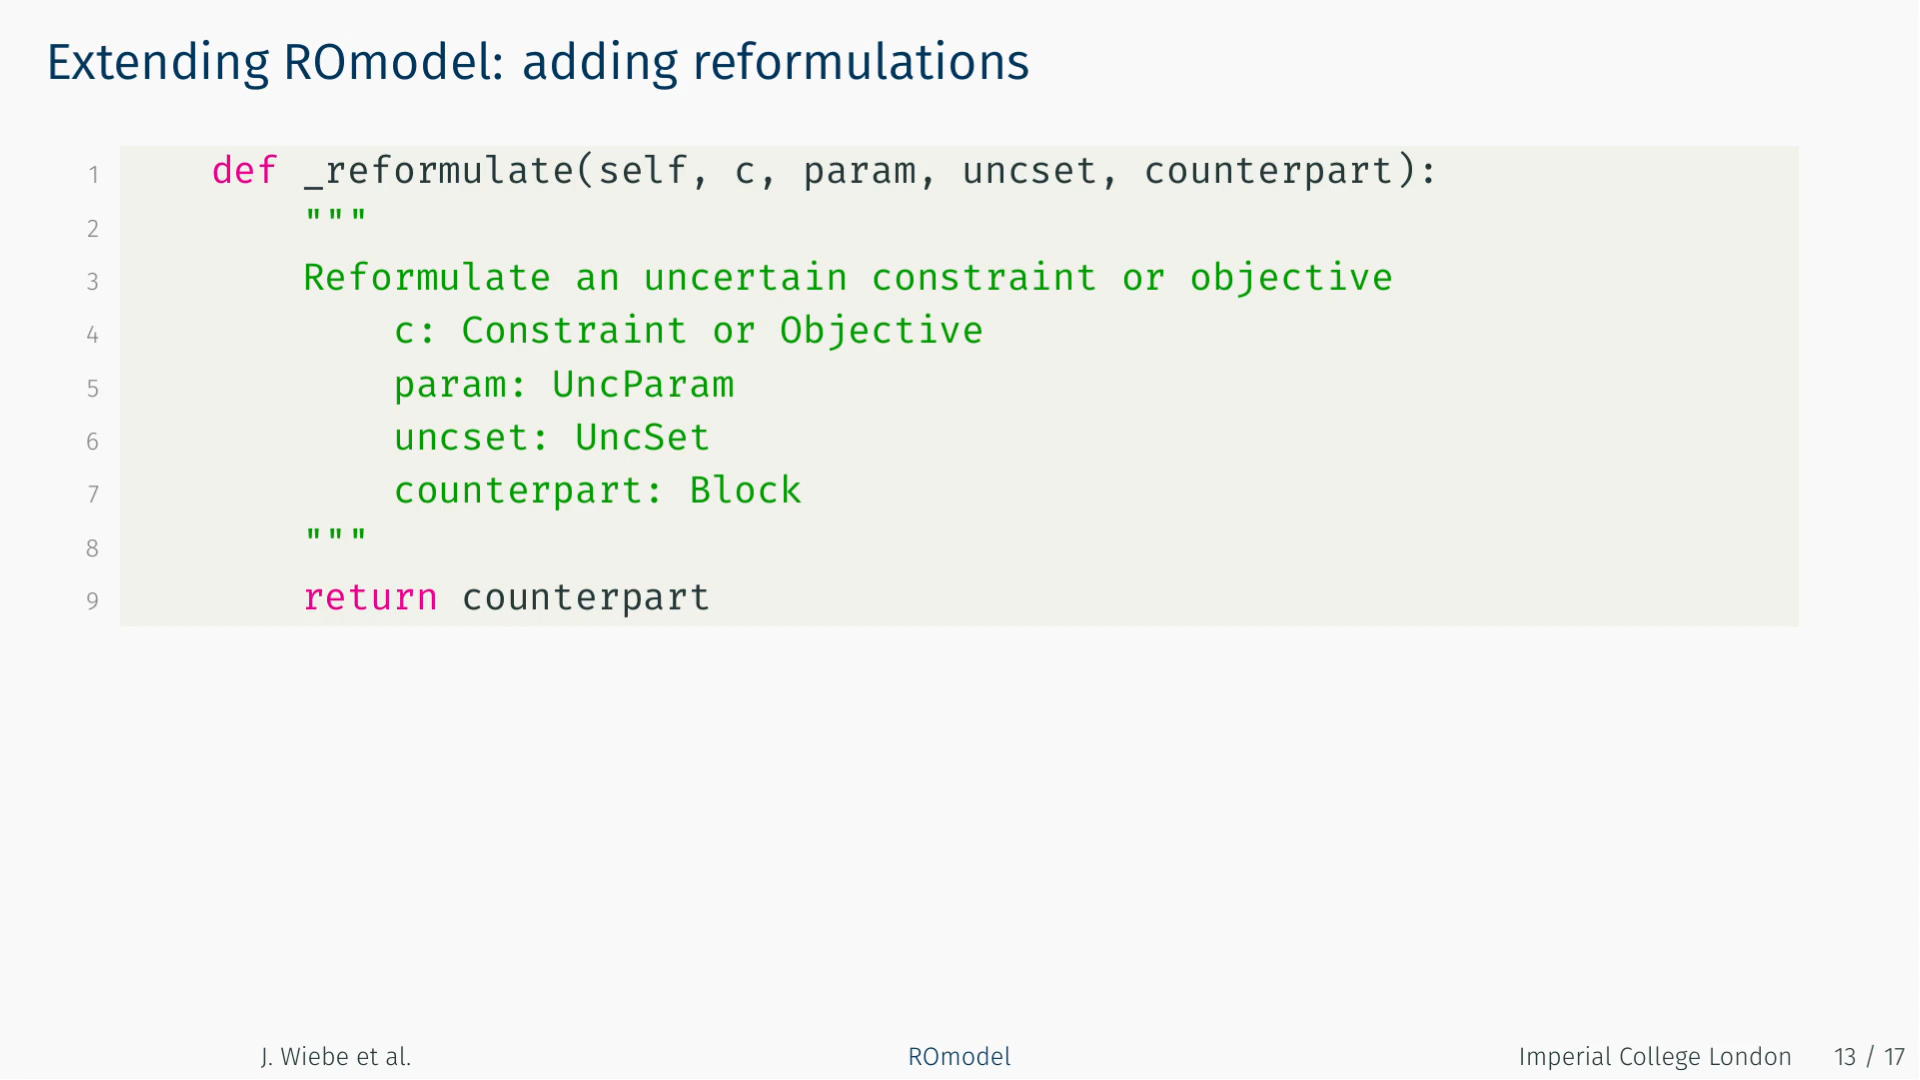 Extending ROmodel: adding reformulations
1 def _reformulate(self, c, param, uncset, counterpart):
2 """
3 Reformulate an uncertain constraint or objective
4 c: Constraint or Objective
5 param: UncParam
6 uncset: UncSet
7 counterpart: Block
8 """
9 return counterpart
J. Wiebe et al. ROmodel Imperial College London 13 / 17